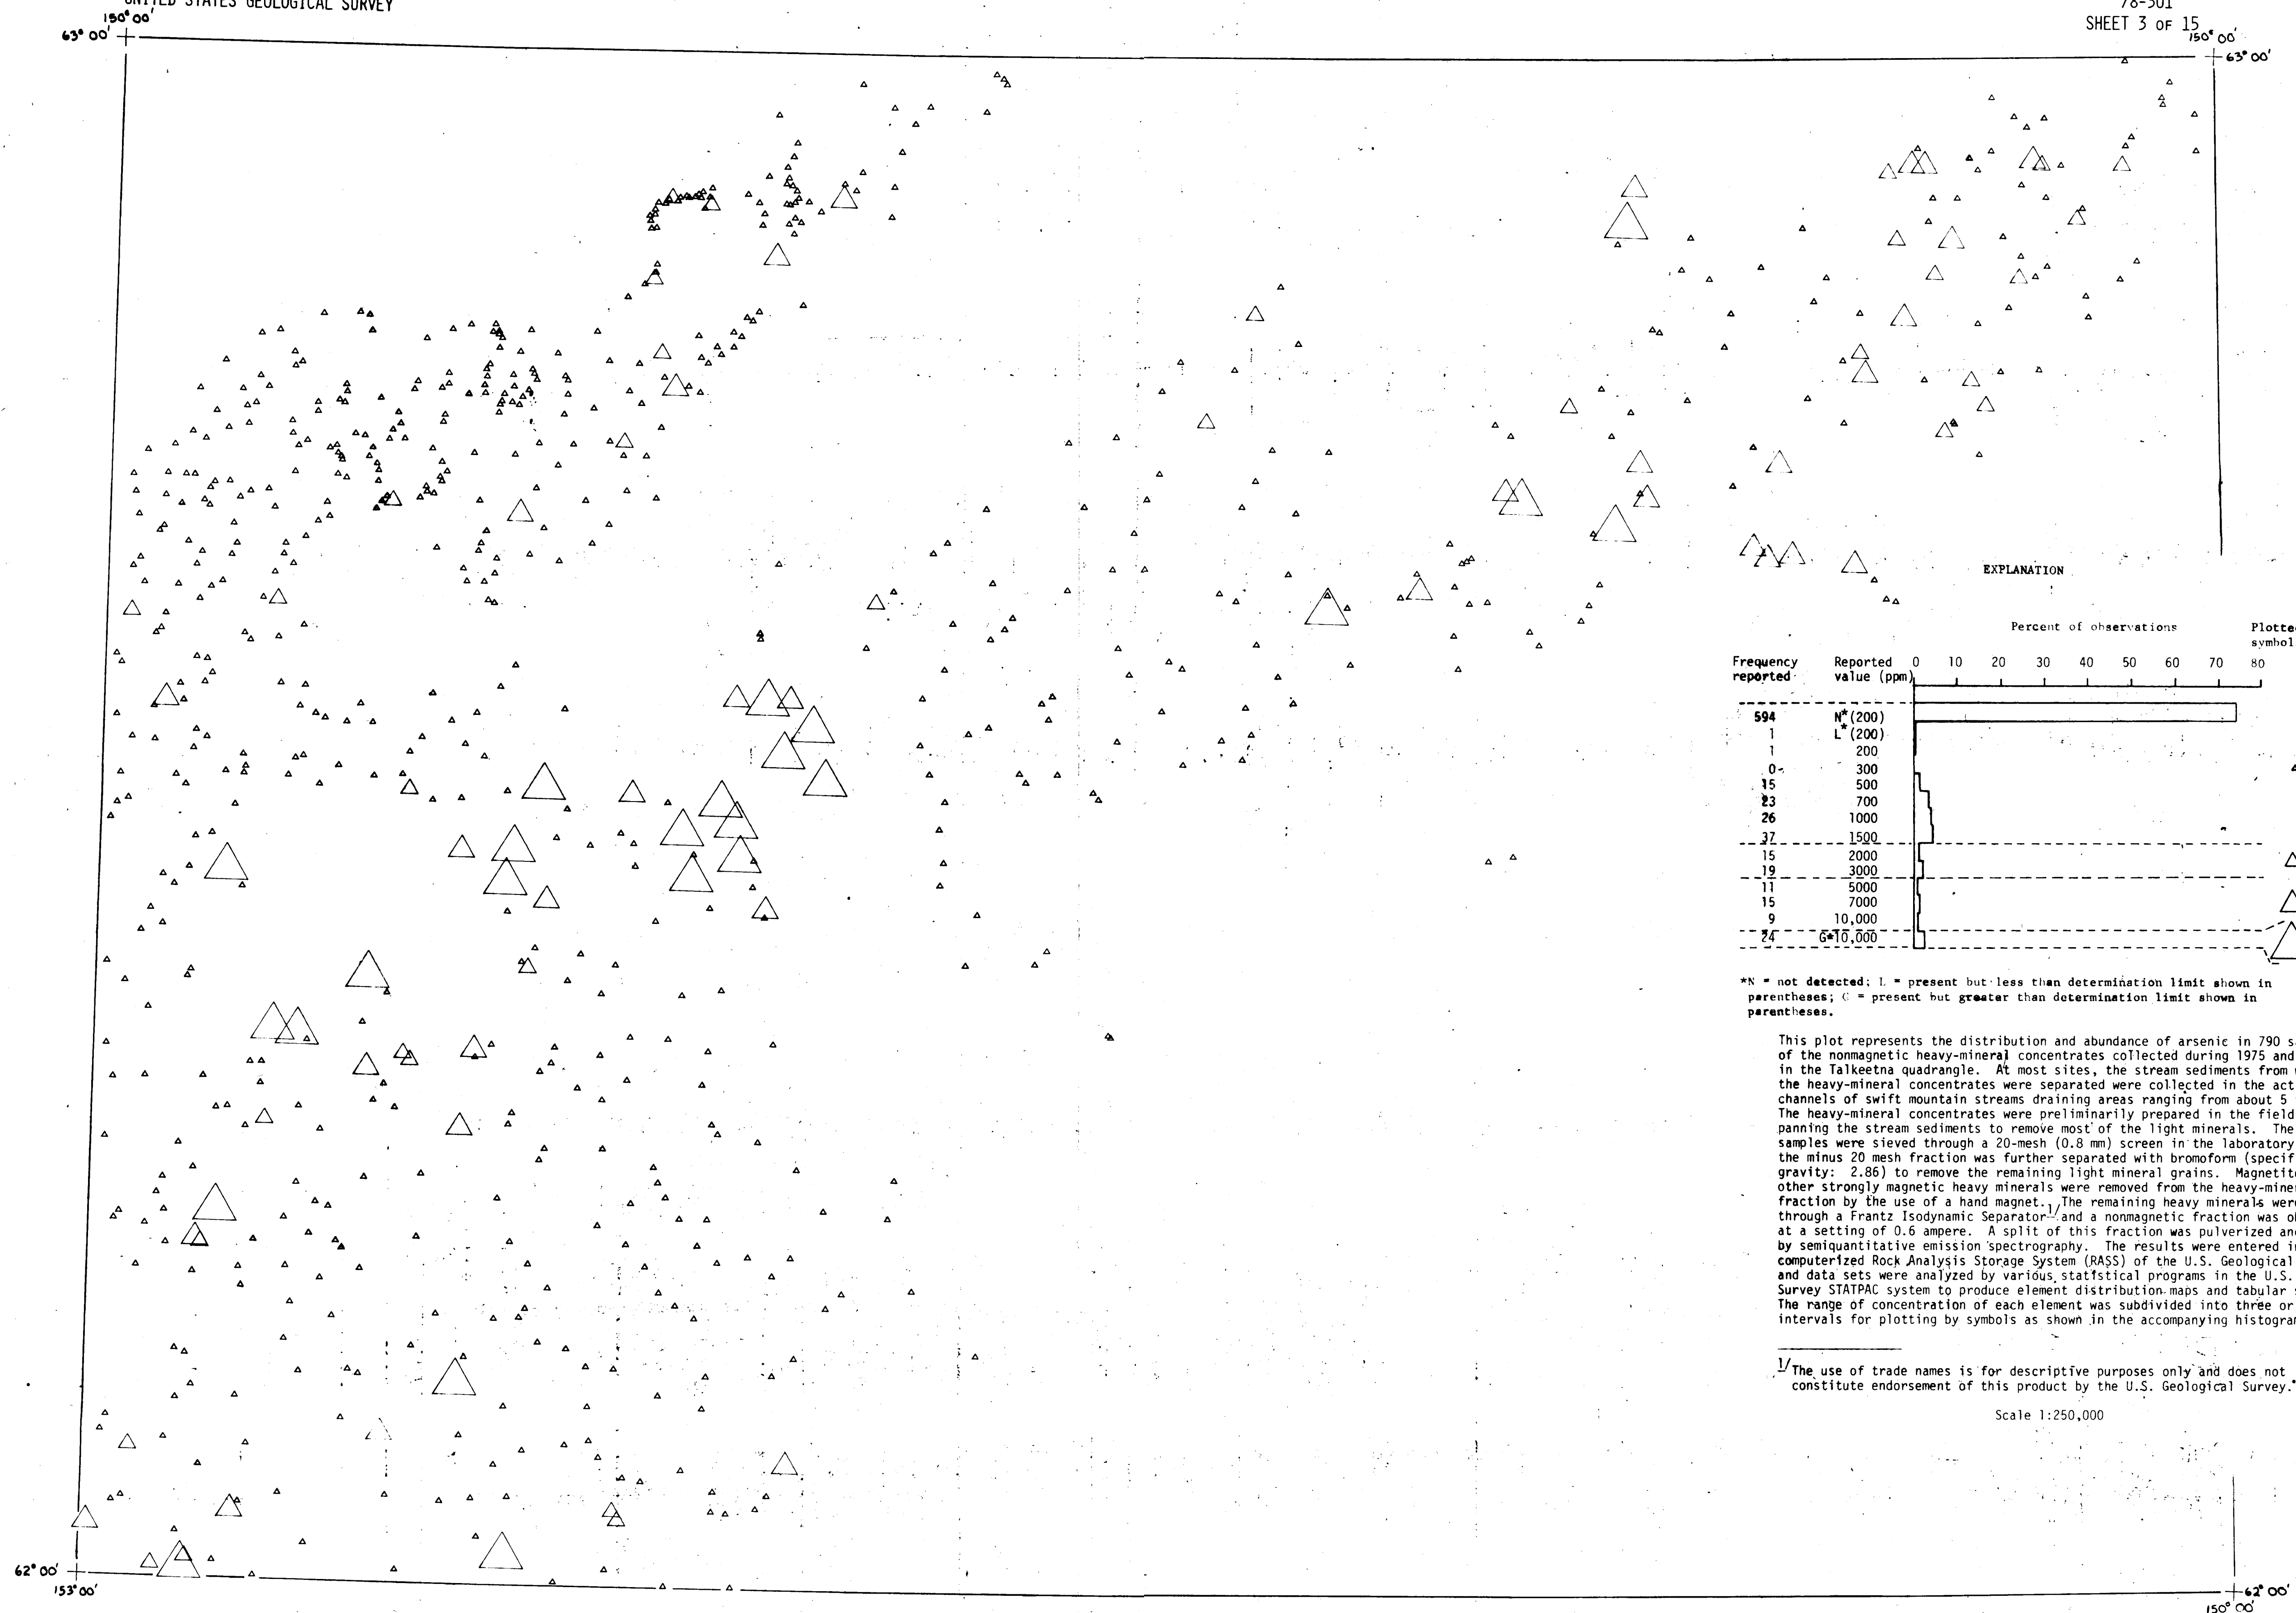 UNITED STATES GEOLOGICAL SURVEY
78-301
SHEET 3 OF 15
150° 00'
63° 00'
150° 00'
63° 00'
EXPLANATION
Percent of observations
Plotte
symbol
Frequency Reported 0 10 20 30 40 50 60 70 80
reported value (ppm)
594 N*(200)
1 L*(200)
1 200
0 300
15 500
23 700
26 1000
37 1500
15 2000
19 3000
11 5000
15 7000
9 10,000
24 G*10,000
*N = not detected; L = present but less than determination limit shown in
parentheses; G = present but greater than determination limit shown in
parentheses.
This plot represents the distribution and abundance of arsenic in 790 s
of the nonmagnetic heavy-mineral concentrates collected during 1975 and
in the Talkeetna quadrangle. At most sites, the stream sediments from
the heavy-mineral concentrates were separated were collected in the act
channels of swift mountain streams draining areas ranging from about 5
The heavy-mineral concentrates were preliminarily prepared in the field
panning the stream sediments to remove most of the light minerals. The
samples were sieved through a 20-mesh (0.8 mm) screen in the laboratory
the minus 20 mesh fraction was further separated with bromoform (specif
gravity: 2.86) to remove the remaining light mineral grains. Magnetit
other strongly magnetic heavy minerals were removed from the heavy-mine
fraction by the use of a hand magnet. The remaining heavy minerals wer
through a Frantz Isodynamic Separator 1/ and a nonmagnetic fraction was o
at a setting of 0.6 ampere. A split of this fraction was pulverized an
by semiquantitative emission spectrography. The results were entered i
computerized Rock Analysis Storage System (RASS) of the U.S. Geological
and data sets were analyzed by various statistical programs in the U.S.
Survey STATPAC system to produce element distribution maps and tabular
The range of concentration of each element was subdivided into three or
intervals for plotting by symbols as shown in the accompanying histogra
1/ The use of trade names is for descriptive purposes only and does not
constitute endorsement of this product by the U.S. Geological Survey.
Scale 1:250,000
62° 00'
153° 00'
62° 00'
150° 00'